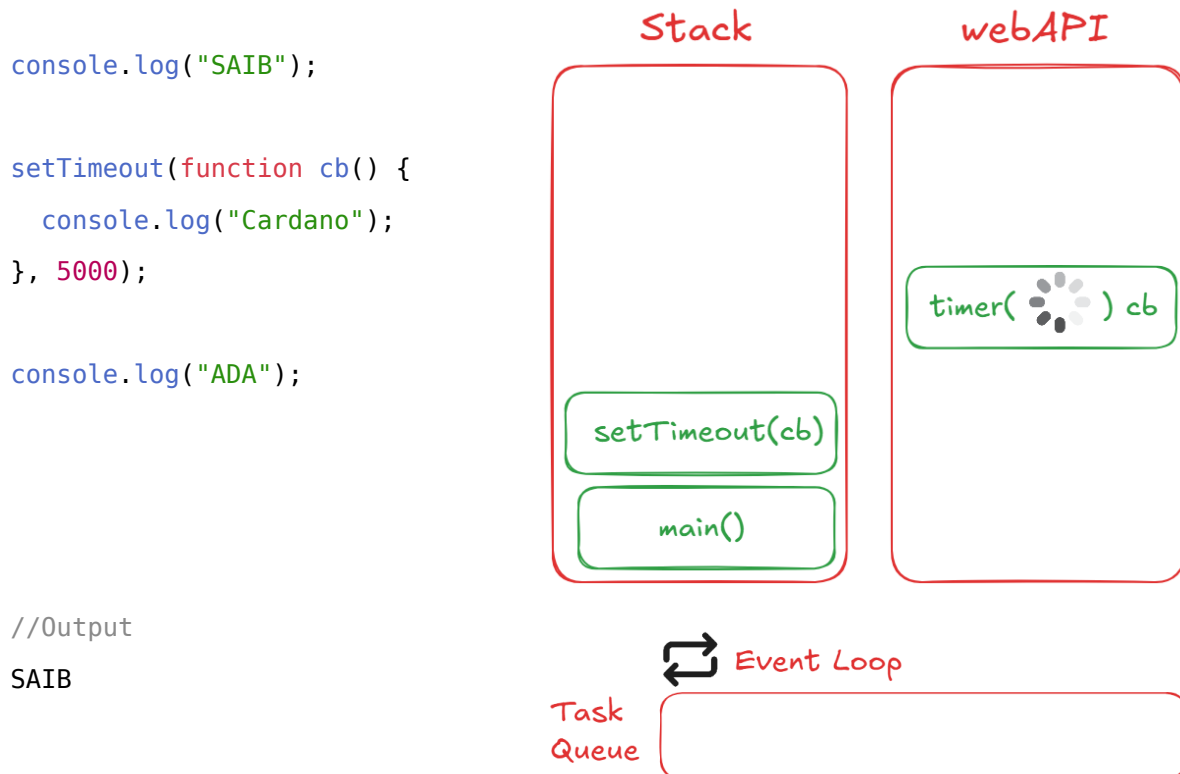 console.log("SAIB");
setTimeout(function cb() {
  console.log("Cardano");
}, 5000);
console.log("ADA");
//Output
SAIB
Stack
setTimeout(cb)
main()
webAPI
timer( ) cb
Event Loop
Task
Queue